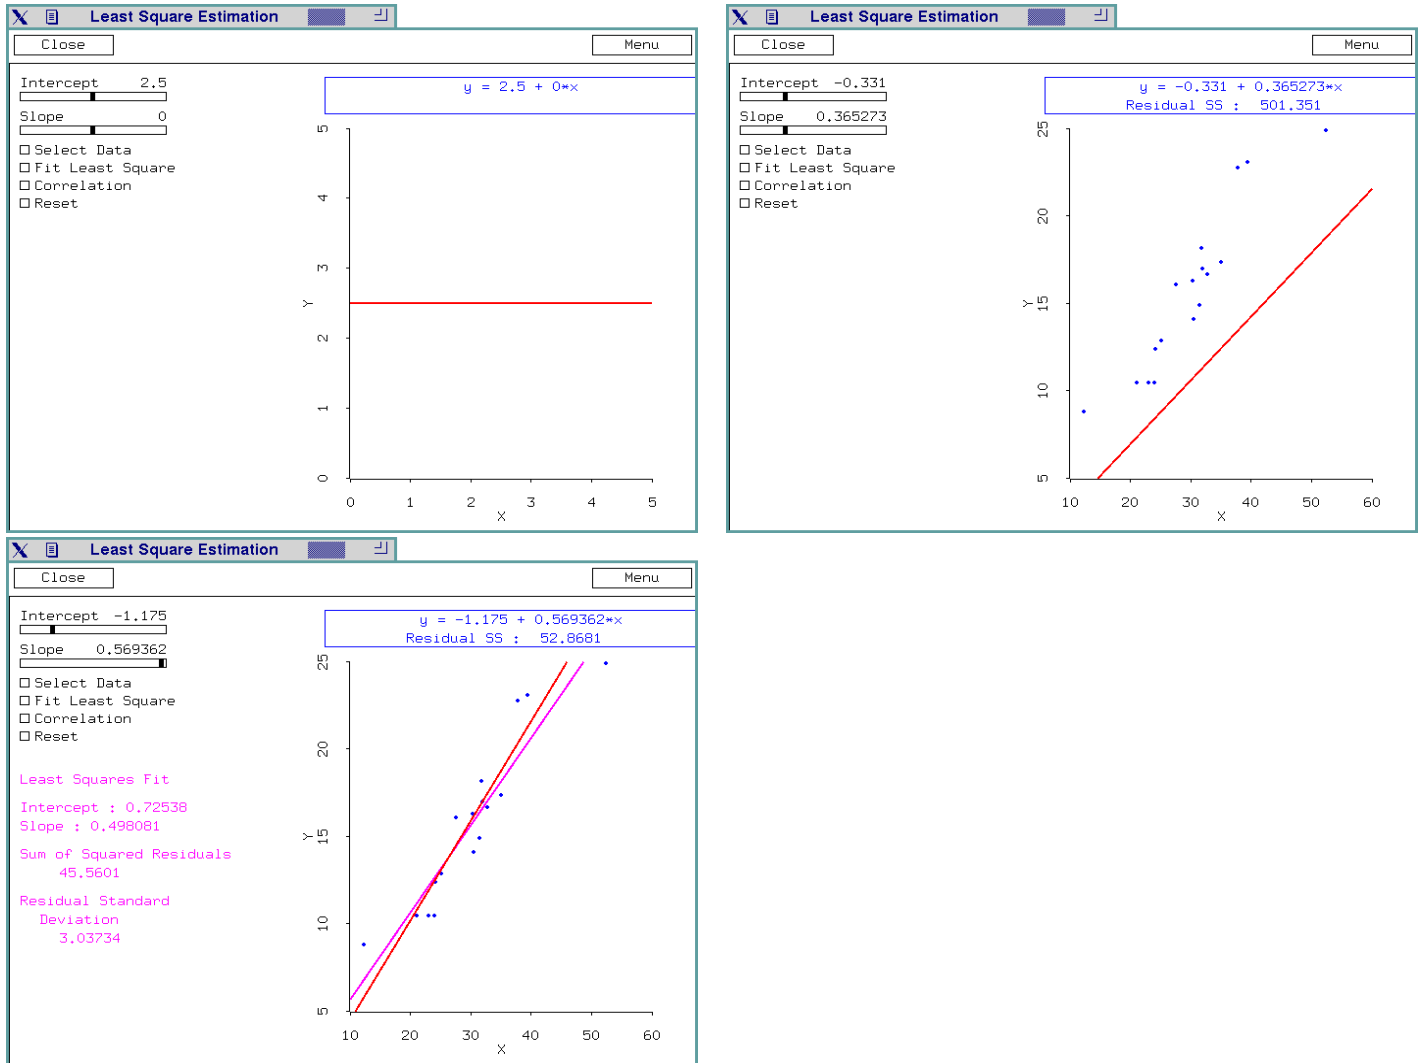 Least Square Estimation
Close
Menu
Intercept 2.5
Slope 0
Select Data
Fit Least Square
Correlation
Reset
y = 2.5 + 0*x
5
4
3
2
1
0
Y
0 1 2 3 4 5
X
Least Square Estimation
Close
Menu
Intercept -0.331
Slope 0.365273
Select Data
Fit Least Square
Correlation
Reset
y = -0.331 + 0.365273*x
Residual SS : 501.351
25
20
15
10
5
Y
10 20 30 40 50 60
X
Least Square Estimation
Close
Menu
Intercept -1.175
Slope 0.569362
Select Data
Fit Least Square
Correlation
Reset
Least Squares Fit
Intercept : 0.72538
Slope : 0.498081
Sum of Squared Residuals
45.5601
Residual Standard
Deviation
3.03734
y = -1.175 + 0.569362*x
Residual SS : 52.8681
25
20
15
10
5
Y
10 20 30 40 50 60
X